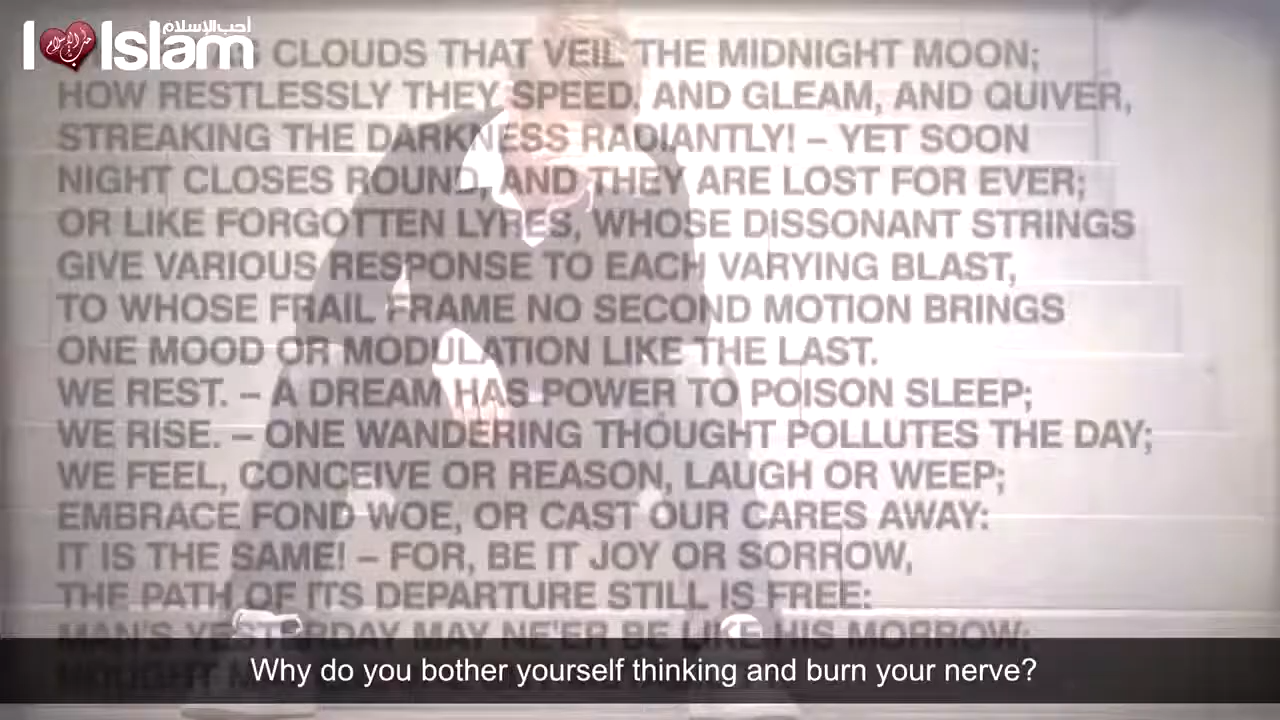 أحب الإسلام
I Islam
CLOUDS THAT VEIL THE MIDNIGHT MOON;
HOW RESTLESSLY THEY SPEED, AND GLEAM, AND QUIVER,
STREAKING THE DARKNESS RADIANTLY! – YET SOON
NIGHT CLOSES ROUND, AND THEY ARE LOST FOR EVER;
OR LIKE FORGOTTEN LYRES, WHOSE DISSONANT STRINGS
GIVE VARIOUS RESPONSE TO EACH VARYING BLAST,
TO WHOSE FRAIL FRAME NO SECOND MOTION BRINGS
ONE MOOD OR MODULATION LIKE THE LAST.
WE REST. – A DREAM HAS POWER TO POISON SLEEP;
WE RISE. – ONE WANDERING THOUGHT POLLUTES THE DAY;
WE FEEL, CONCEIVE OR REASON, LAUGH OR WEEP;
EMBRACE FOND WOE, OR CAST OUR CARES AWAY:
IT IS THE SAME! – FOR, BE IT JOY OR SORROW,
THE PATH OF ITS DEPARTURE STILL IS FREE:
MAN'S YESTERDAY MAY NE'ER BE LIKE HIS MORROW;
Why do you bother yourself thinking and burn your nerve?